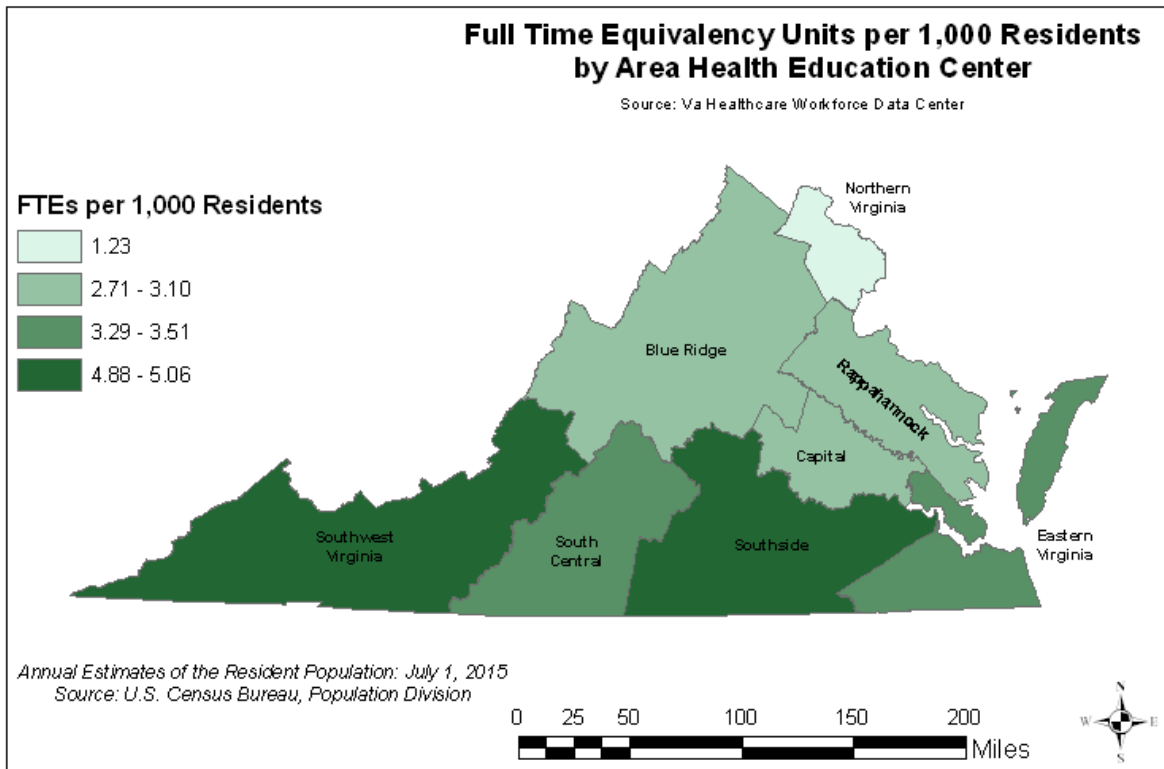 Full Time Equivalency Units per 1,000 Residents
by Area Health Education Center
Source: Va Healthcare Workforce Data Center
FTEs per 1,000 Residents
1.23
2.71 - 3.10
3.29 - 3.51
4.88 - 5.06
Northern
Virginia
Blue Ridge
Rappahannock
Capital
Southwest
Virginia
South
Central
Southside
Eastern
Virginia
Annual Estimates of the Resident Population: July 1, 2015
Source: U.S. Census Bureau, Population Division
0 25 50 100 150 200
Miles
N
W E
S